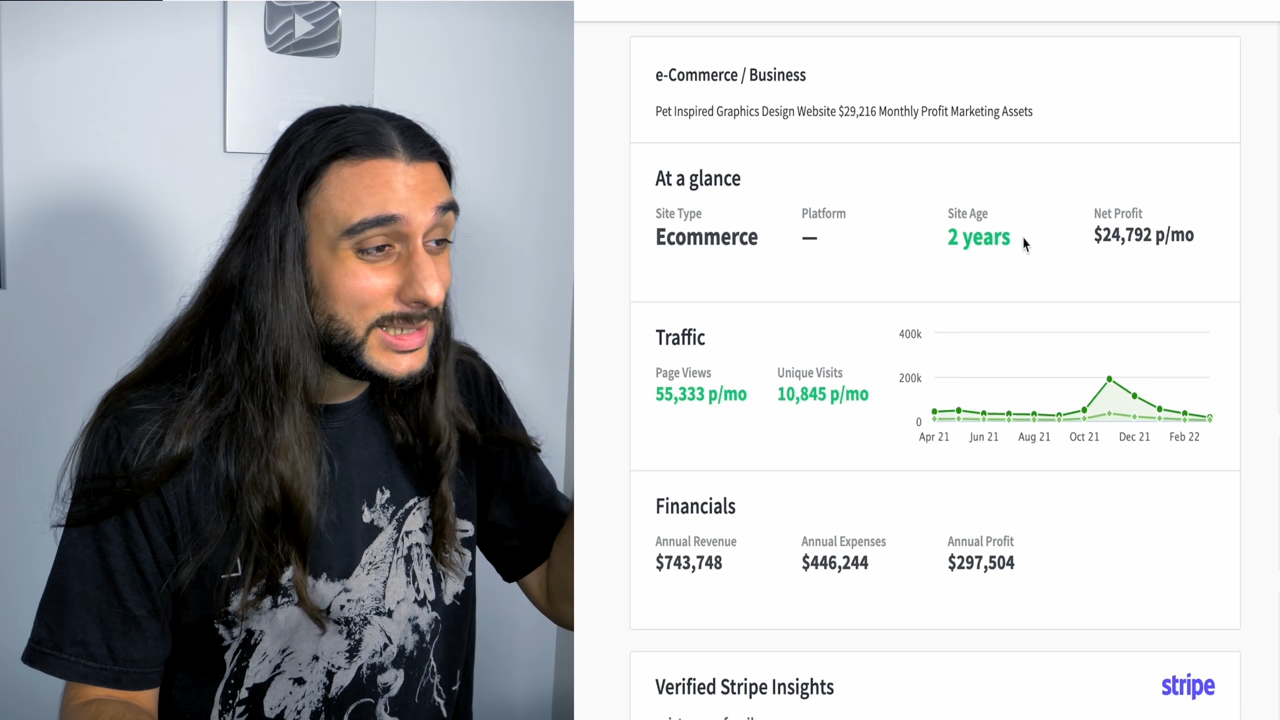 e-Commerce / Business
Pet Inspired Graphics Design Website $29,216 Monthly Profit Marketing Assets
At a glance
Site Type
Ecommerce
Platform
—
Site Age
2 years
Net Profit
$24,792 p/mo
Traffic
Page Views
55,333 p/mo
Unique Visits
10,845 p/mo
400k
200k
0
Apr 21 Jun 21 Aug 21 Oct 21 Dec 21 Feb 22
Financials
Annual Revenue
$743,748
Annual Expenses
$446,244
Annual Profit
$297,504
Verified Stripe Insights
stripe